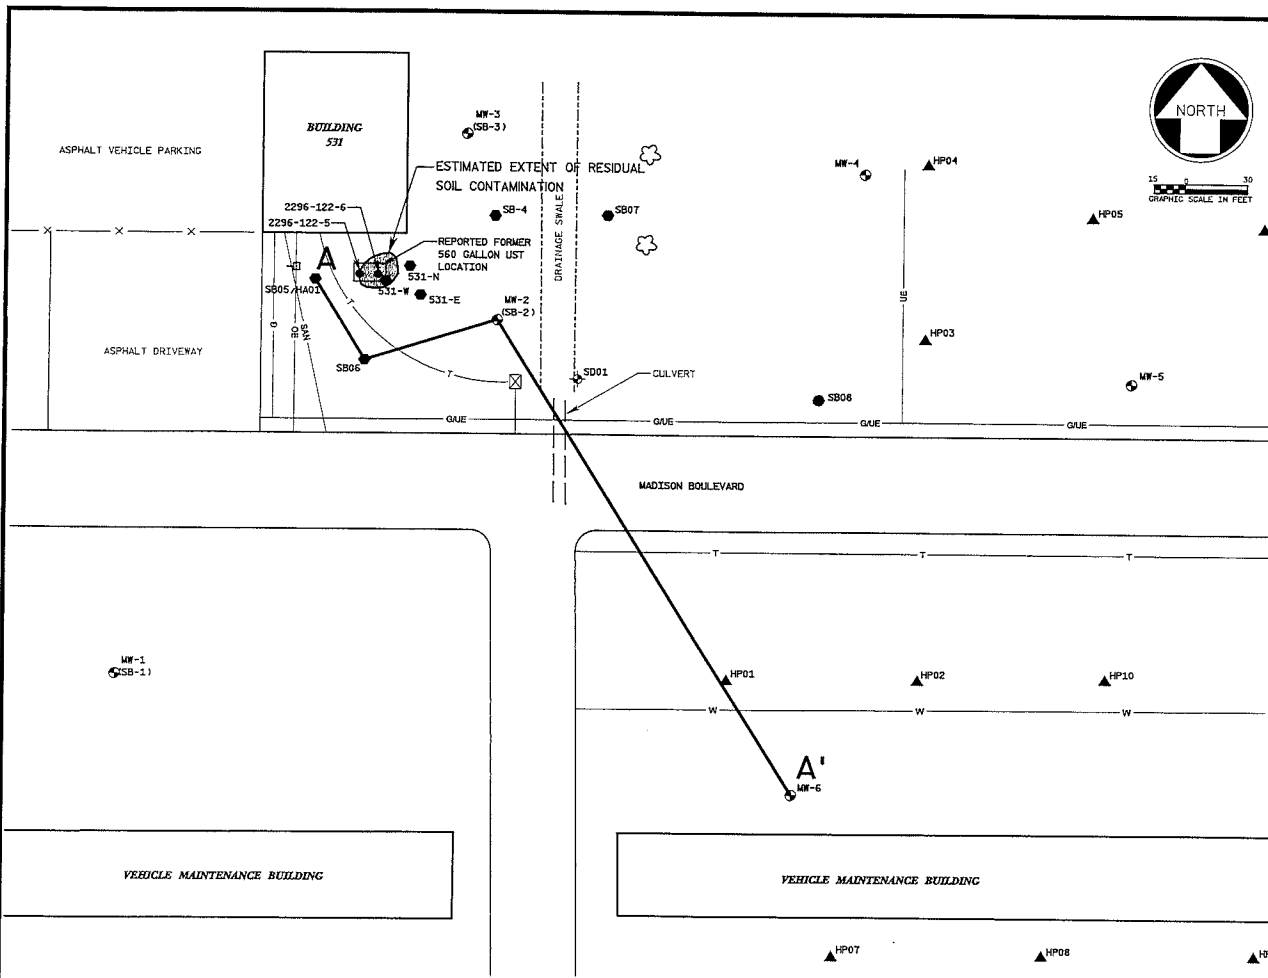 MW-3
(SB-3)
NORTH
BUILDING
531
ASPHALT VEHICLE PARKING
ESTIMATED EXTENT OF RESIDUAL
SOIL CONTAMINATION
MW-4
HP04
15 0 30
GRAPHIC SCALE IN FEET
2296-122-6
2296-122-5
SB-4
SB07
HP05
DRAINAGE SWALE
REPORTED FORMER
560 GALLON UST
LOCATION
A
531-N
SB05/HA01
531-W
531-E
T
MW-2
(SB-2)
UE
D
OE
SAN
HP03
ASPHALT DRIVEWAY
SB06
T
SD01
CULVERT
MW-5
SB08
G/UE
G/UE
G/UE
G/UE
MADISON BOULEVARD
T
T
T
MW-1
(SB-1)
HP01
HP02
HP10
W
W
W
A'
MW-6
VEHICLE MAINTENANCE BUILDING
VEHICLE MAINTENANCE BUILDING
HP07
HP08